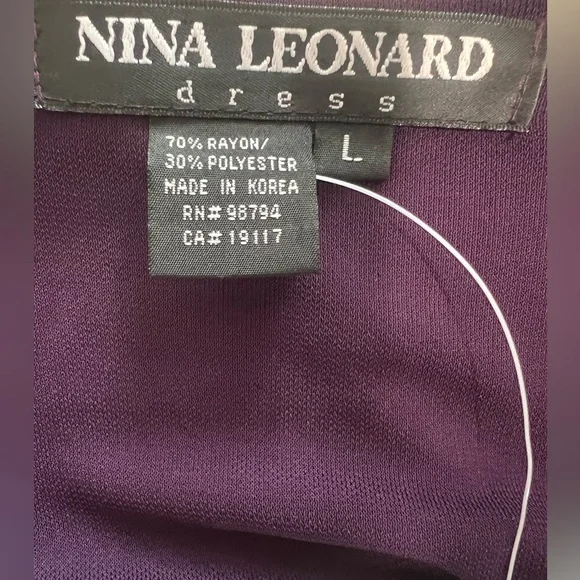 NINA LEONARD
dress
70% RAYON/
30% POLYESTER
MADE IN KOREA
RN# 98794
CA# 19117
L